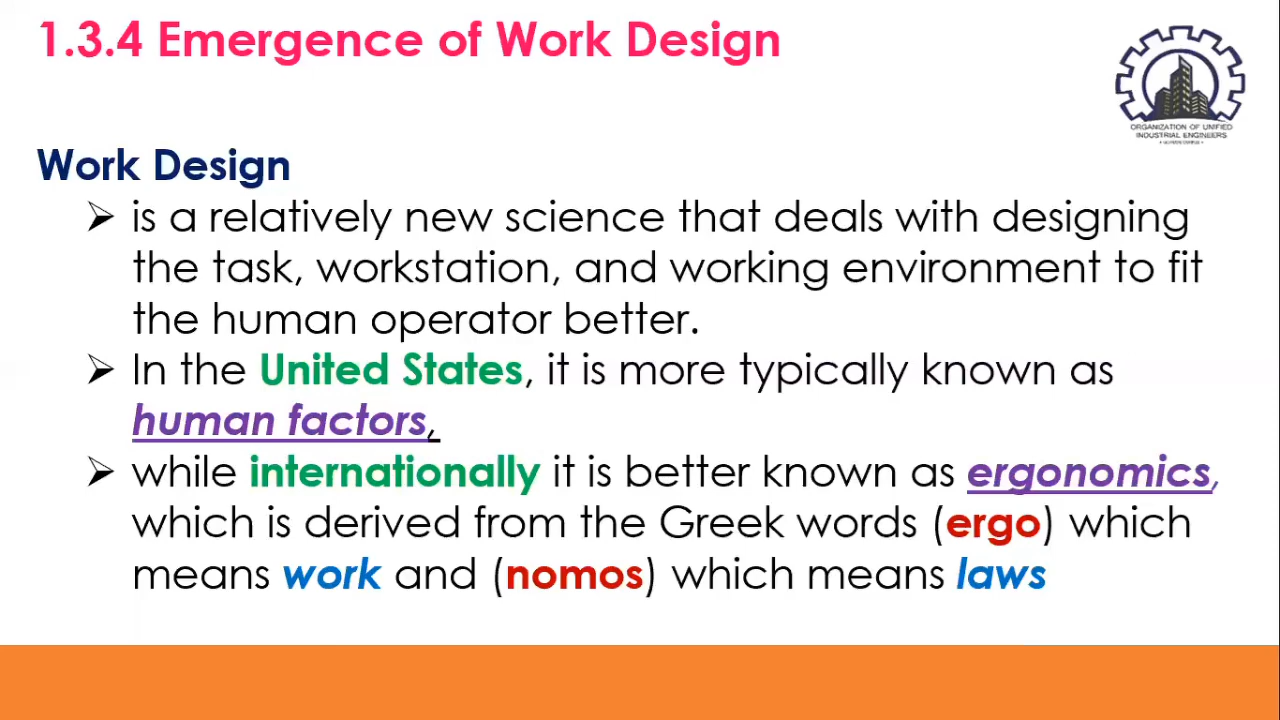 1.3.4 Emergence of Work Design
ORGANIZATION OF UNIFIED
INDUSTRIAL ENGINEERS
Work Design
➢ is a relatively new science that deals with designing
the task, workstation, and working environment to fit
the human operator better.
➢ In the United States, it is more typically known as
human factors,
➢ while internationally it is better known as ergonomics,
which is derived from the Greek words (ergo) which
means work and (nomos) which means laws